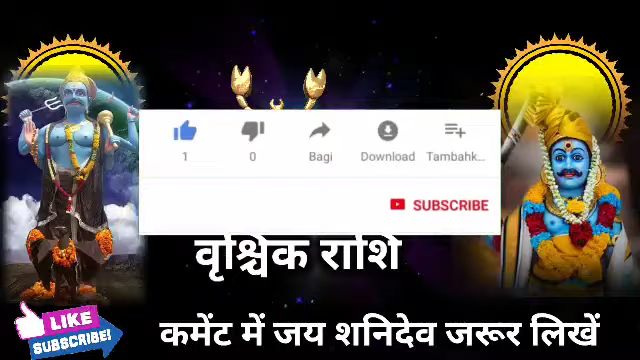 1
0
Bagi
Download
Tambahk...
SUBSCRIBE
वृश्चिक राशि
LIKE
SUBSCRIBE!
कमेंट में जय शनिदेव जरूर लिखें